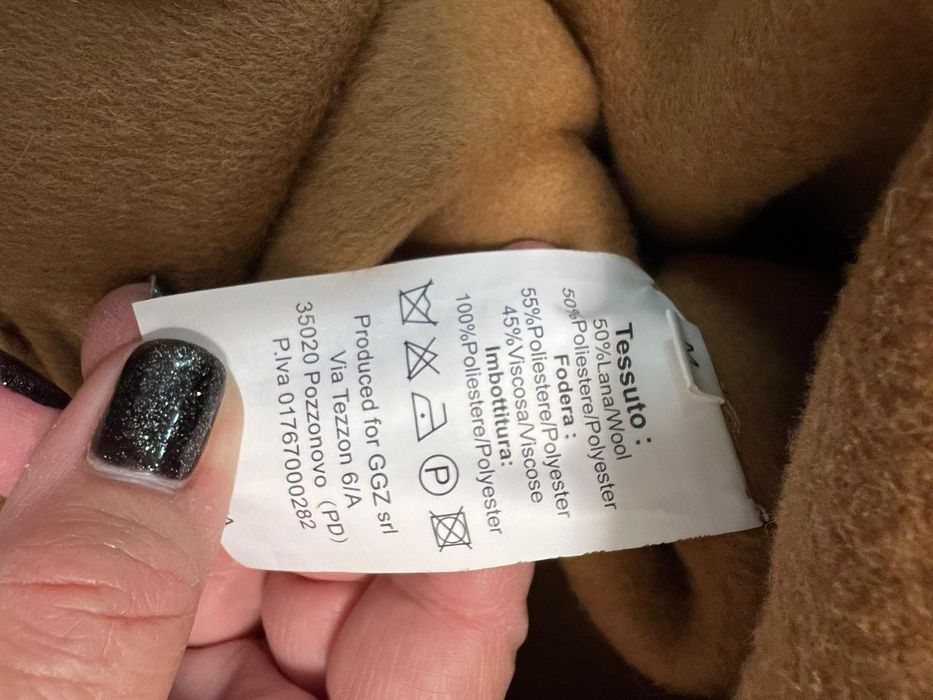 M
Tessuto :
50%Lana/Wool
50%Poliestere/Polyester
Fodera :
55%Poliestere/Polyester
45%Viscosa/Viscose
Imbottitura:
100%Poliestere/Polyester
P
Produced for GGZ srl
Via Tezzon 6/A
35020 Pozzonovo (PD)
P.Iva 01767000282